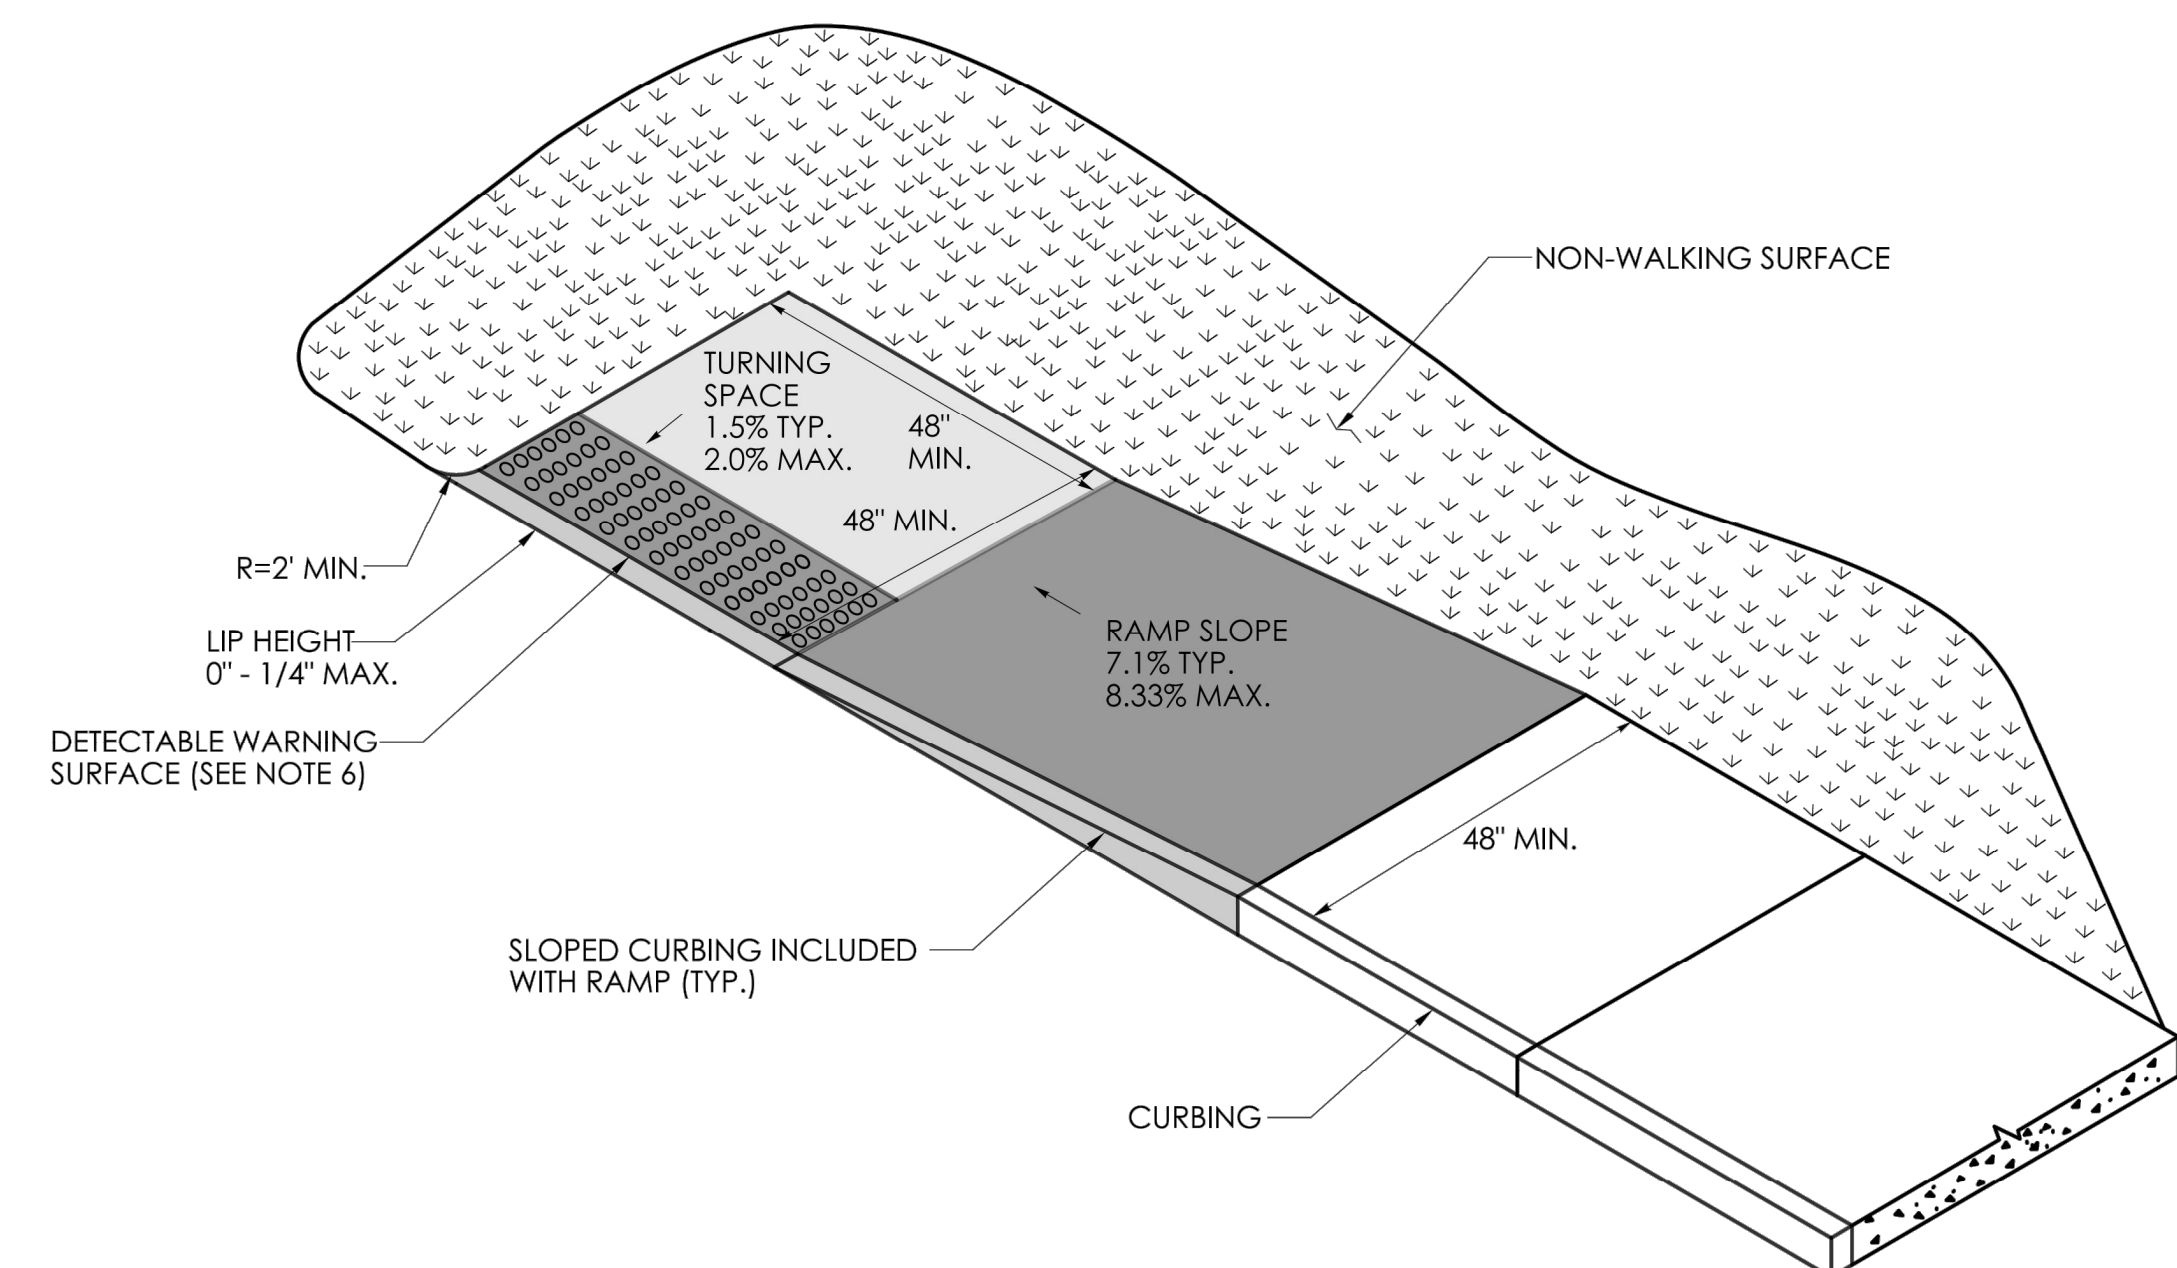 NON-WALKING SURFACE
TURNING
SPACE
1.5% TYP.
2.0% MAX.
48"
MIN.
48" MIN.
R=2' MIN.
LIP HEIGHT
0" - 1/4" MAX.
RAMP SLOPE
7.1% TYP.
8.33% MAX.
DETECTABLE WARNING
SURFACE (SEE NOTE 6)
48" MIN.
SLOPED CURBING INCLUDED
WITH RAMP (TYP.)
CURBING